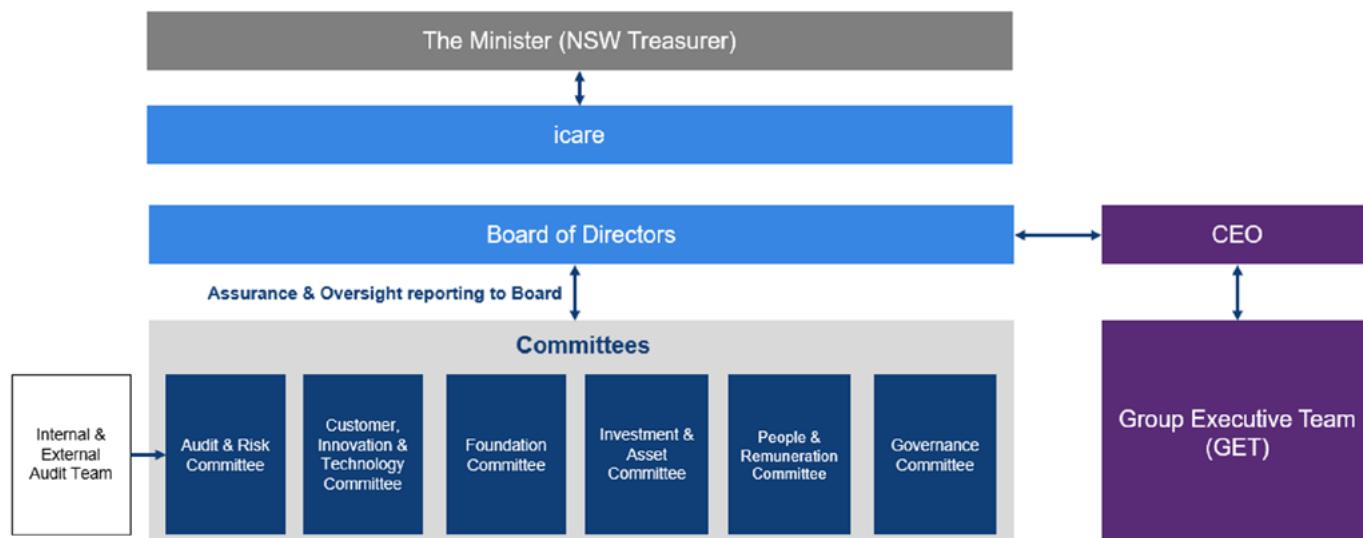 The Minister (NSW Treasurer)
icare
Board of Directors
CEO
Assurance & Oversight reporting to Board
Committees
Internal &
External
Audit Team
Audit & Risk
Committee
Customer,
Innovation &
Technology
Committee
Foundation
Committee
Investment &
Asset
Committee
People &
Remuneration
Committee
Governance
Committee
Group Executive Team
(GET)